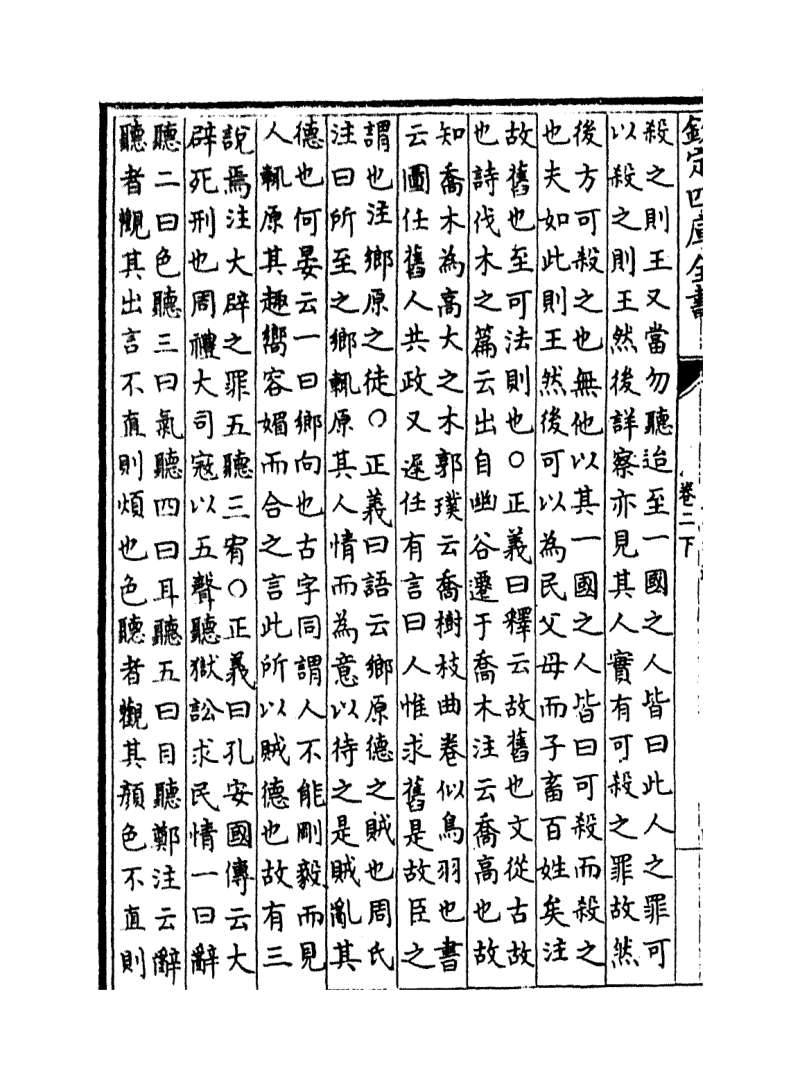 欽定四庫全書
卷二下
殺之則王又當勿聽迨至一國之人皆曰此人之罪可
以殺之則王然後詳察亦見其人實有可殺之罪故然
後方可殺之也無他以其一國之人皆曰可殺而殺之
也夫如此則王然後可以為民父母而子畜百姓矣注
故舊也至可法則也○正義曰釋云故舊也文從古故
也詩伐木之篇云出自幽谷遷于喬木注云喬高也故
知喬木為高大之木郭璞云喬樹枝曲卷似鳥羽也書
云圖任舊人共政又遲任有言曰人惟求舊是故臣之
謂也注鄉原之徒○正義曰語云鄉原德之賊也周氏
注曰所至之鄉輒原其人情而為意以待之是賊亂其
德也何晏云一曰鄉向也古字同謂人不能剛毅而見
人輒原其趣嚮容媚而合之言此所以賊德也故有三
說焉注大辟之罪五聽三宥○正義曰孔安國傳云大
辟死刑也周禮大司寇以五聲聽獄訟求民情一曰辭
聽二曰色聽三曰氣聽四曰耳聽五曰目聽鄭注云辭
聽者觀其出言不直則煩也色聽者觀其顏色不直則